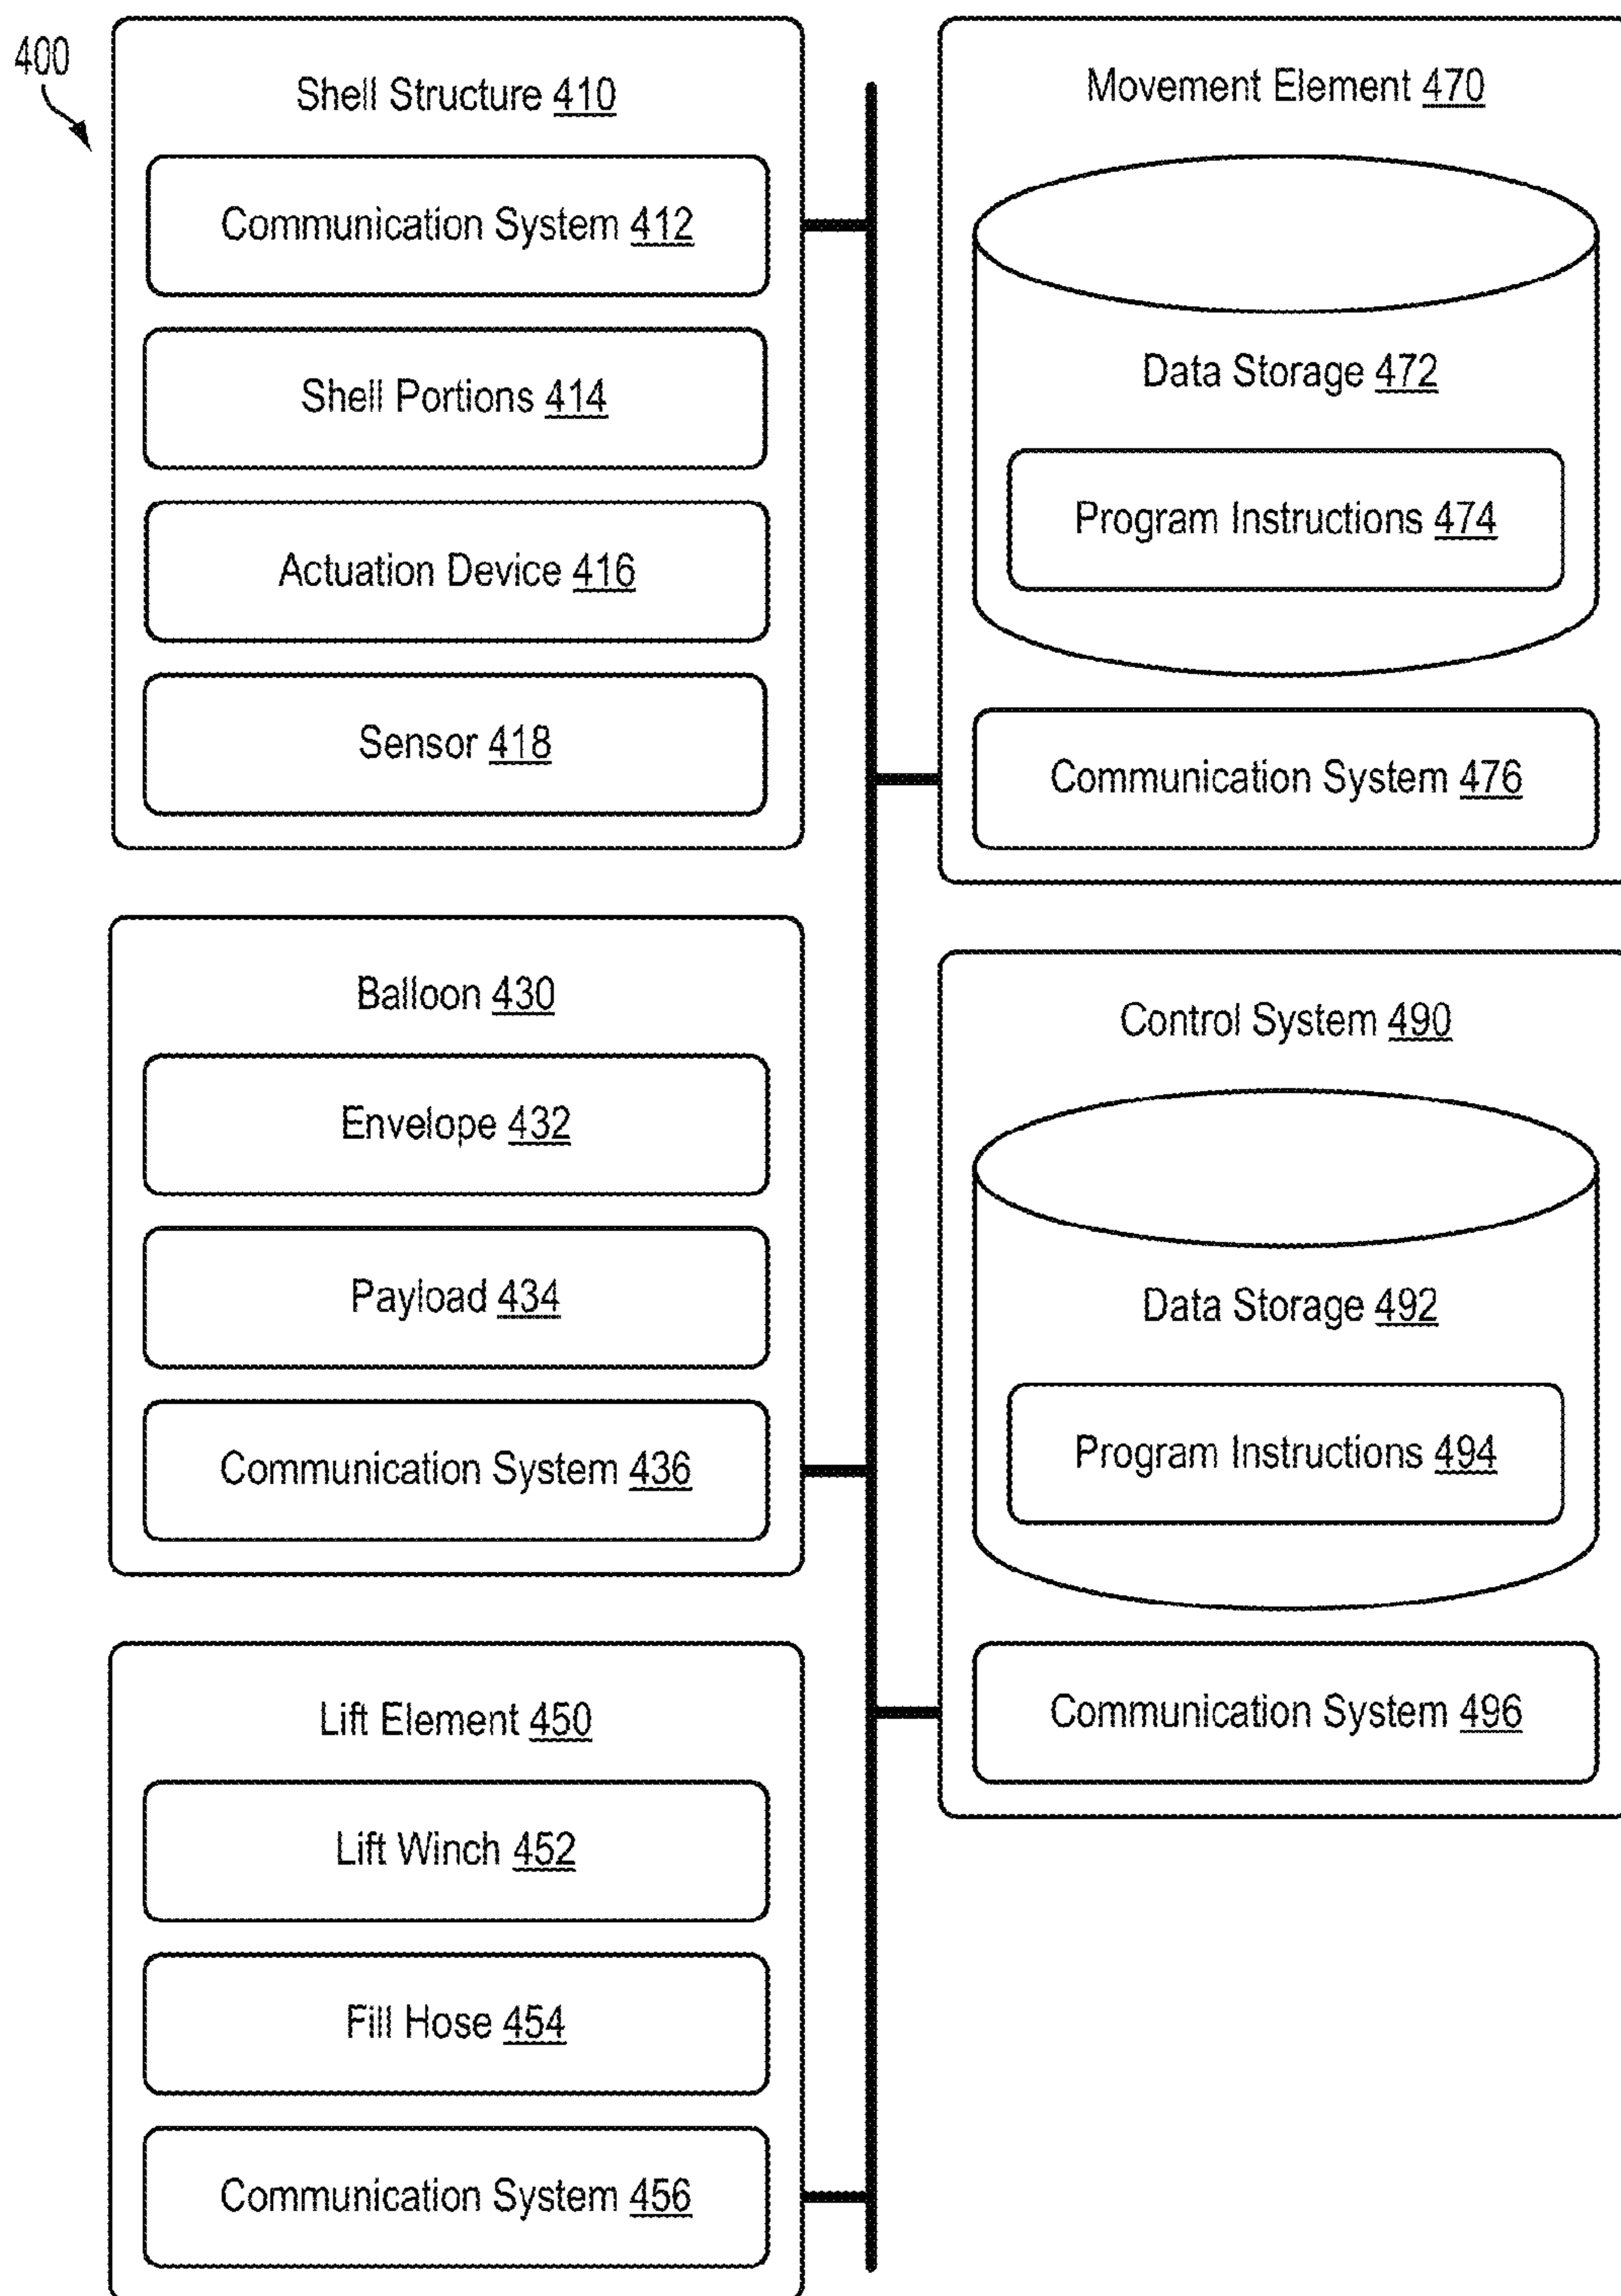 400
Shell Structure 410
Communication System 412
Shell Portions 414
Actuation Device 416
Sensor 418
Balloon 430
Envelope 432
Payload 434
Communication System 436
Lift Element 450
Lift Winch 452
Fill Hose 454
Communication System 456
Movement Element 470
Data Storage 472
Program Instructions 474
Communication System 476
Control System 490
Data Storage 492
Program Instructions 494
Communication System 496